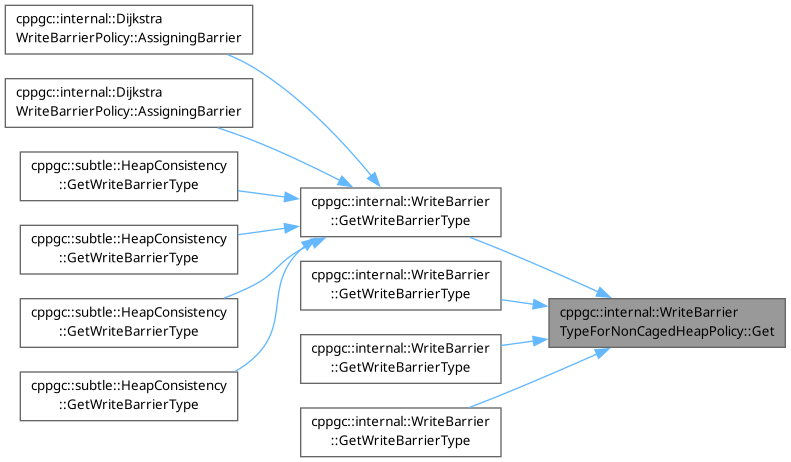 cppgc::internal::Dijkstra
WriteBarrierPolicy::AssigningBarrier
cppgc::internal::Dijkstra
WriteBarrierPolicy::AssigningBarrier
cppgc::subtle::HeapConsistency
::GetWriteBarrierType
cppgc::subtle::HeapConsistency
::GetWriteBarrierType
cppgc::subtle::HeapConsistency
::GetWriteBarrierType
cppgc::subtle::HeapConsistency
::GetWriteBarrierType
cppgc::internal::WriteBarrier
::GetWriteBarrierType
cppgc::internal::WriteBarrier
::GetWriteBarrierType
cppgc::internal::WriteBarrier
::GetWriteBarrierType
cppgc::internal::WriteBarrier
::GetWriteBarrierType
cppgc::internal::WriteBarrier
TypeForNonCagedHeapPolicy::Get